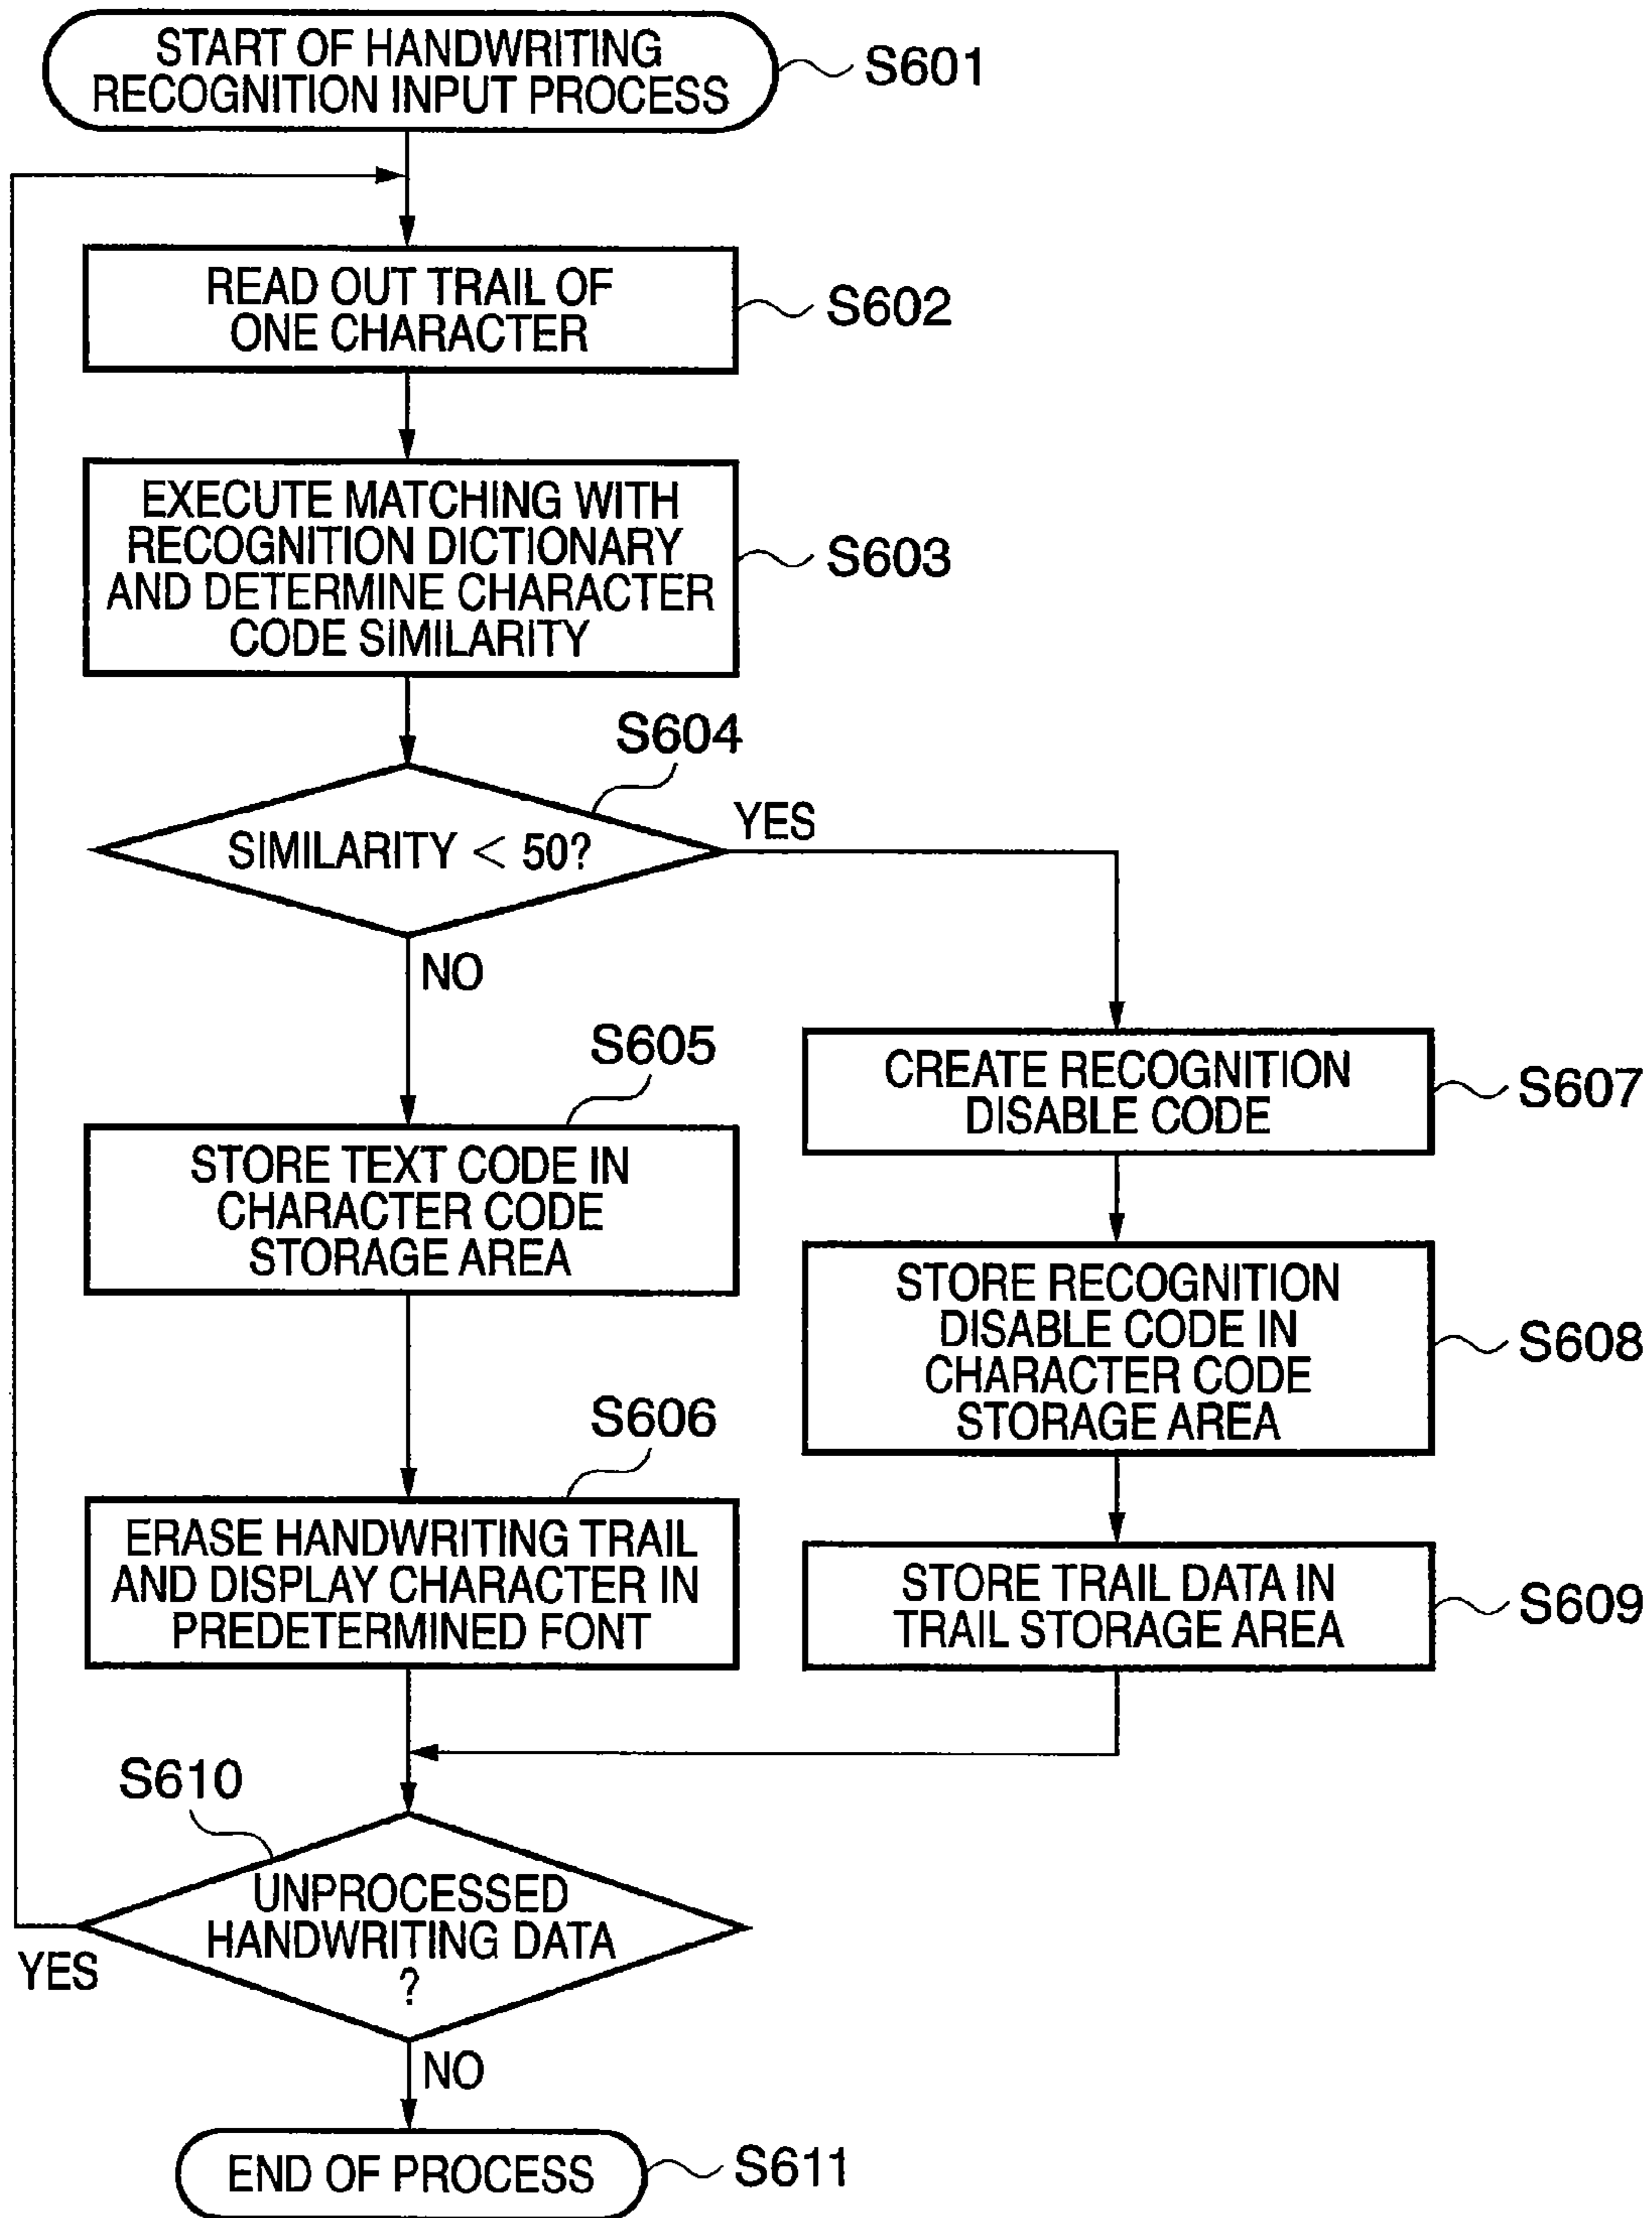 START OF HANDWRITING
RECOGNITION INPUT PROCESS
S601
READ OUT TRAIL OF
ONE CHARACTER
S602
EXECUTE MATCHING WITH
RECOGNITION DICTIONARY
AND DETERMINE CHARACTER
CODE SIMILARITY
S603
S604
SIMILARITY < 50?
YES
NO
S605
STORE TEXT CODE IN
CHARACTER CODE
STORAGE AREA
S606
ERASE HANDWRITING TRAIL
AND DISPLAY CHARACTER IN
PREDETERMINED FONT
CREATE RECOGNITION
DISABLE CODE
S607
STORE RECOGNITION
DISABLE CODE IN
CHARACTER CODE
STORAGE AREA
S608
STORE TRAIL DATA IN
TRAIL STORAGE AREA
S609
S610
UNPROCESSED
HANDWRITING DATA
?
YES
NO
END OF PROCESS
S611